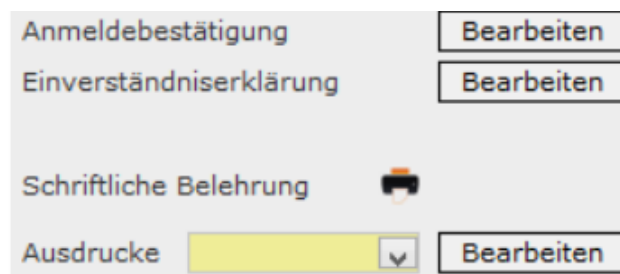 Anmeldebestätigung Bearbeiten
Einverständniserklärung Bearbeiten
Schriftliche Belehrung
Ausdrucke Bearbeiten